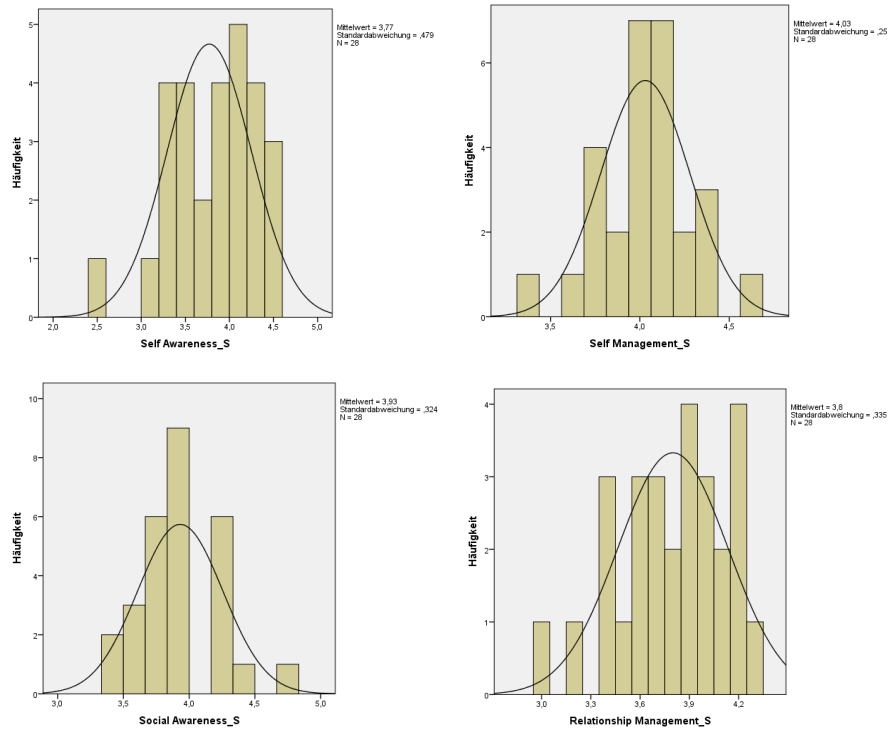 Mittelwert = 3,77
Standardabweichung = ,479
N = 28
Häufigkeit
5
4
3
2
1
0
2,0 2,5 3,0 3,5 4,0 4,5 5,0
Self Awareness_S
Mittelwert = 4,03
Standardabweichung = ,25
N = 28
Häufigkeit
6
4
2
0
3,5 4,0 4,5
Self Management_S
Mittelwert = 3,93
Standardabweichung = ,324
N = 28
Häufigkeit
10
8
6
4
2
0
3,0 3,5 4,0 4,5 5,0
Social Awareness_S
Mittelwert = 3,8
Standardabweichung = ,335
N = 28
Häufigkeit
4
3
2
1
0
3,0 3,3 3,6 3,9 4,2
Relationship Management_S